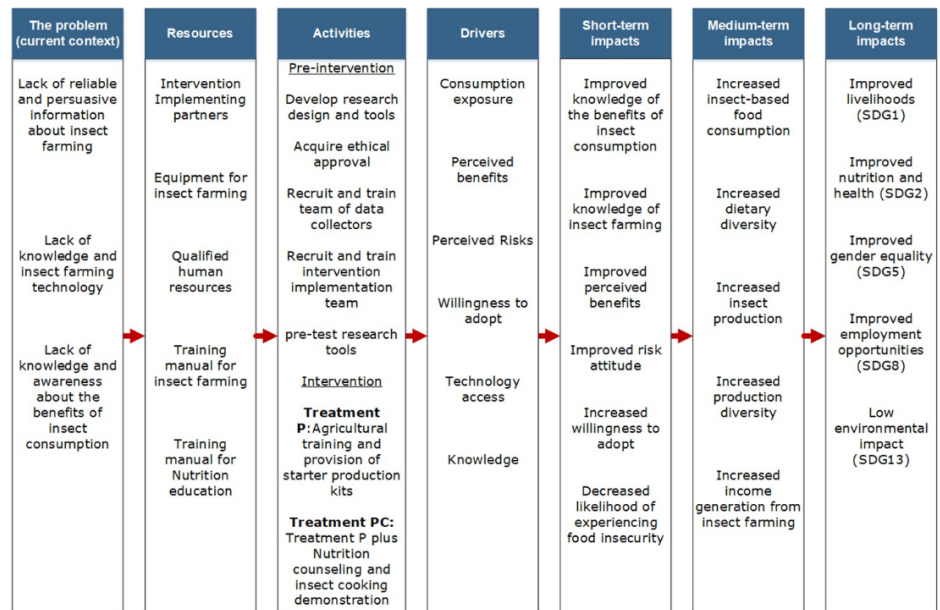 The problem
(current context)
Lack of reliable
and persuasive
information
about insect
farming
Lack of
knowledge and
insect farming
technology
Lack of
knowledge and
awareness about
the benefits of
insect
consumption
Resources
Intervention
Implementing
partners
Equipment for
insect farming
Qualified
human
resources
Training
manual for
insect farming
Training
manual for
Nutrition
education
Activities
Pre-intervention
Develop research
design and tools
Acquire ethical
approval
Recruit and train
team of data
collectors
Recruit and train
intervention
implementation
team
pre-test research
tools
Intervention
Treatment
P:Agricultural
training and
provision of
starter production
kits
Treatment PC:
Treatment P plus
Nutrition
counseling and
insect cooking
demonstration
Drivers
Consumption
exposure
Perceived
benefits
Perceived Risks
Willingness to
adopt
Technology
access
Knowledge
Short-term
impacts
Improved
knowledge of
the benefits of
insect
consumption
Improved
knowledge of
insect farming
Improved
perceived
benefits
Improved risk
attitude
Increased
willingness to
adopt
Decreased
likelihood of
experiencing
food insecurity
Medium-term
impacts
Increased
insect-based
food
consumption
Increased
dietary
diversity
Increased
insect
production
Increased
production
diversity
Increased
income
generation from
insect farming
Long-term
impacts
Improved
livelihoods
(SDG1)
Improved
nutrition and
health (SDG2)
Improved
gender equality
(SDG5)
Improved
employment
opportunities
(SDG8)
Low
environmental
impact
(SDG13)